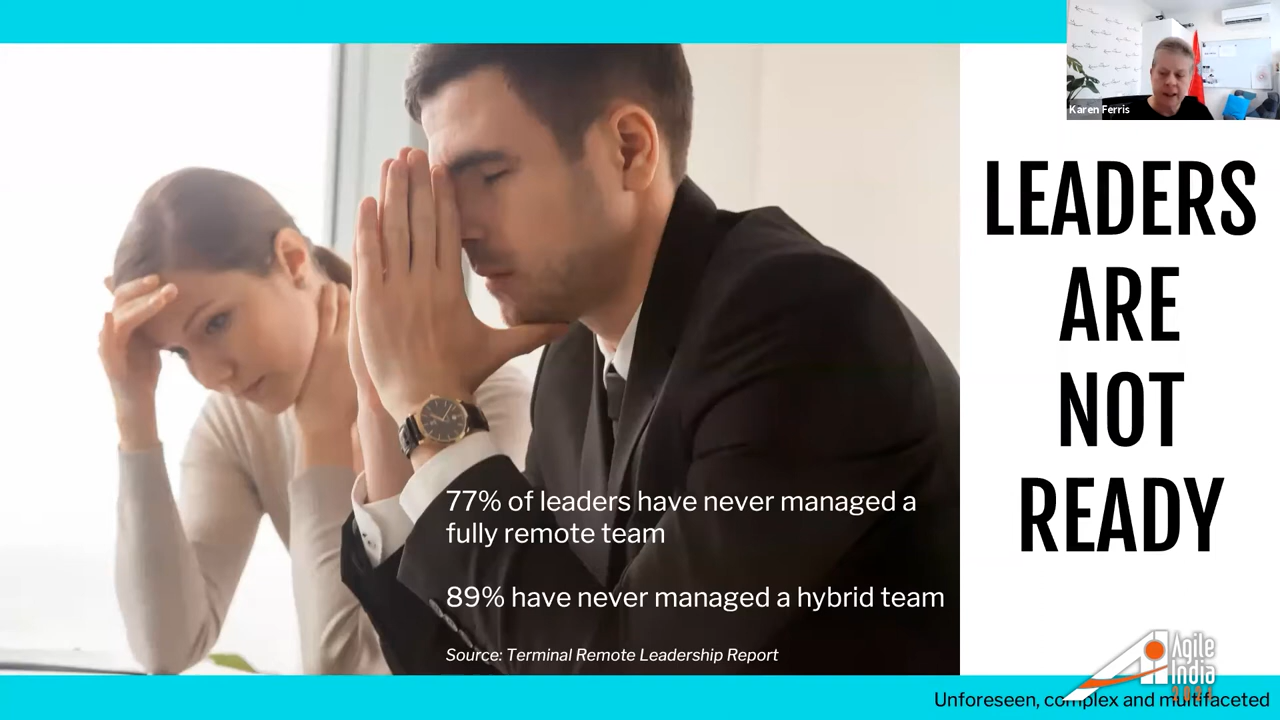 Karen Ferris
LEADERS
ARE
NOT
READY
77% of leaders have never managed a
fully remote team
89% have never managed a hybrid team
Source: Terminal Remote Leadership Report
Agile
India
Unforeseen, complex and multifaceted